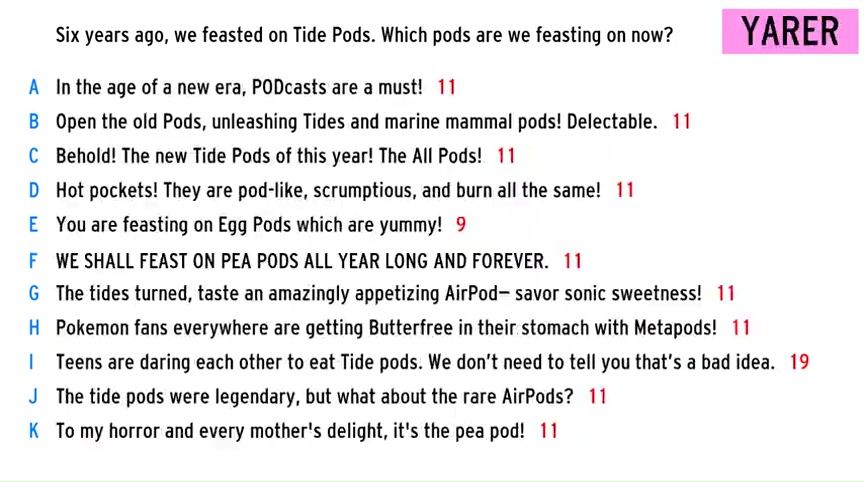 Six years ago, we feasted on Tide Pods. Which pods are we feasting on now?
YARER
A In the age of a new era, PODcasts are a must! 11
B Open the old Pods, unleashing Tides and marine mammal pods! Delectable. 11
C Behold! The new Tide Pods of this year! The All Pods! 11
D Hot pockets! They are pod-like, scrumptious, and burn all the same! 11
E You are feasting on Egg Pods which are yummy! 9
F WE SHALL FEAST ON PEA PODS ALL YEAR LONG AND FOREVER. 11
G The tides turned, taste an amazingly appetizing AirPod— savor sonic sweetness! 11
H Pokemon fans everywhere are getting Butterfree in their stomach with Metapods! 11
I Teens are daring each other to eat Tide pods. We don't need to tell you that's a bad idea. 19
J The tide pods were legendary, but what about the rare AirPods? 11
K To my horror and every mother's delight, it's the pea pod! 11